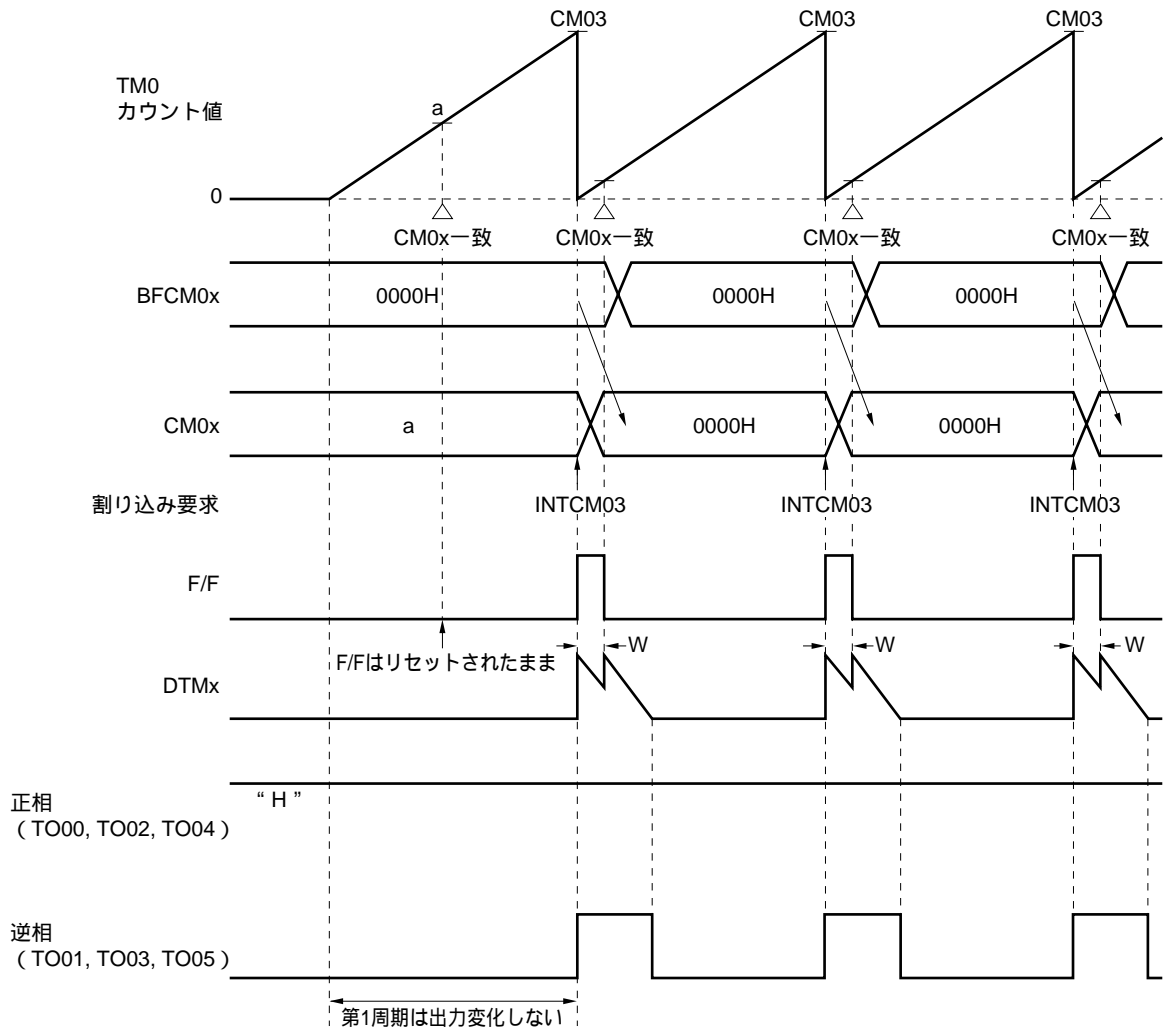 CM03 CM03 CM03
TM0
カウント値
a
0
CM0x一致 CM0x一致 CM0x一致 CM0x一致
BFCM0x 0000H 0000H 0000H
CM0x a 0000H 0000H
割り込み要求 INTCM03 INTCM03 INTCM03
F/F
F/Fはリセットされたまま W W W
DTMx
正相 “ H ”
（ TO00, TO02, TO04 ）
逆相
（ TO01, TO03, TO05 ）
第1周期は出力変化しない